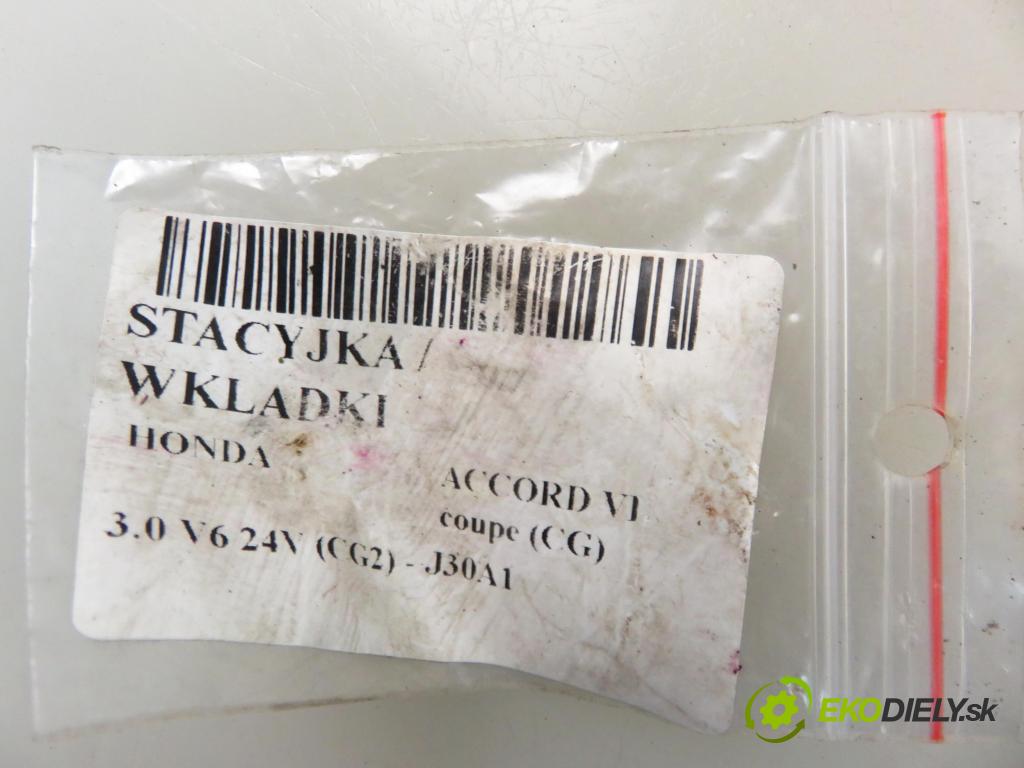 STACYJKA /
WKLADKI
HONDA
ACCORD VI
coupe (CG)
3.0 V6 24V (CG2) - J30A1
EKODIELY.sk